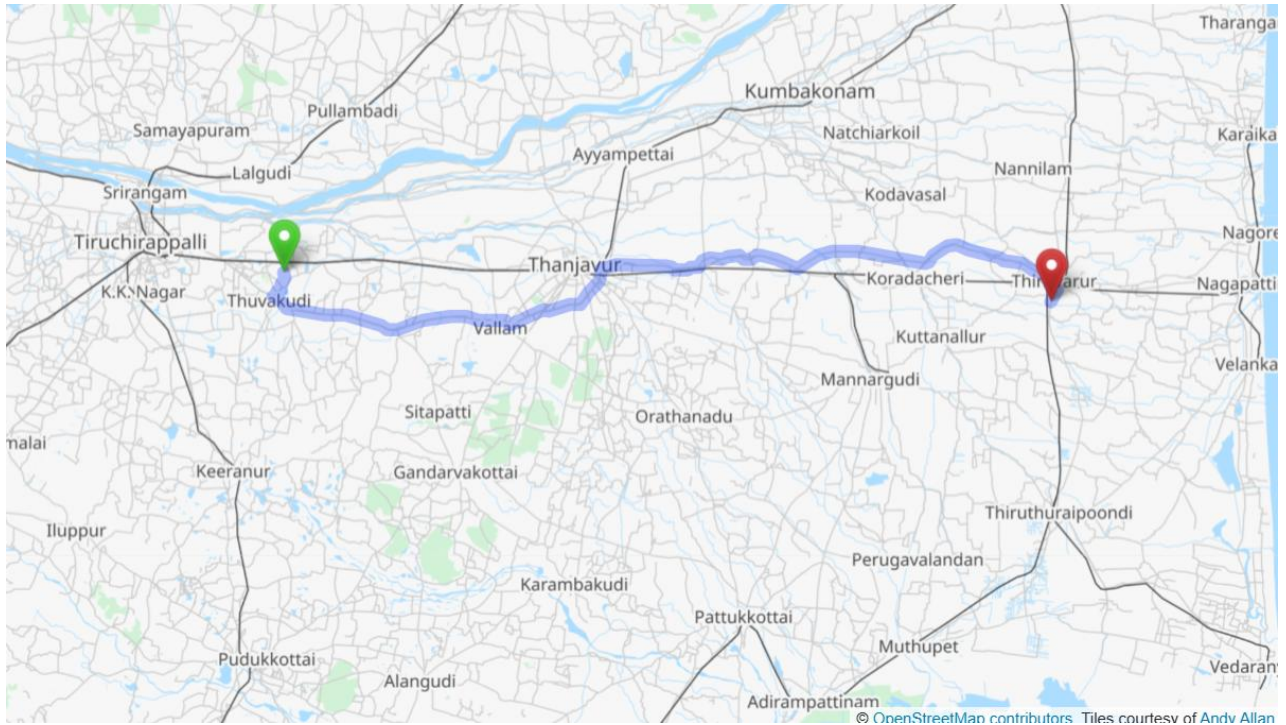 Tharanga
Kumbakonam
Pullambadi
Samayapuram
Natchiarkoil
Karaika
Ayyampettai
Lalgudi
Nannilam
Srirangam
Kodavasal
Nagore
Tiruchirappalli
Thanjavur
Koradacheri
Nagapatti
K.K. Nagar
Thuvakudi
Vallam
Kuttanallur
Velanka
Mannargudi
Sitapatti
Orathanadu
malai
Keeranur
Gandarvakottai
Thiruthuraipoondi
Iluppur
Perugavalandan
Karambakudi
Pattukkottai
Muthupet
Pudukkottai
Vedaran
Alangudi
Adirampattinam
© OpenStreetMap contributors. Tiles courtesy of Andy Allan